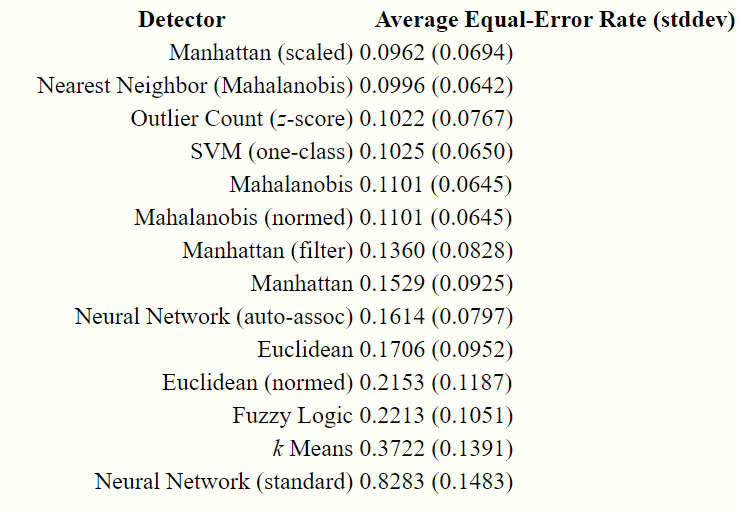 Detector Average Equal-Error Rate (stddev)
Manhattan (scaled) 0.0962 (0.0694)
Nearest Neighbor (Mahalanobis) 0.0996 (0.0642)
Outlier Count (z-score) 0.1022 (0.0767)
SVM (one-class) 0.1025 (0.0650)
Mahalanobis 0.1101 (0.0645)
Mahalanobis (normed) 0.1101 (0.0645)
Manhattan (filter) 0.1360 (0.0828)
Manhattan 0.1529 (0.0925)
Neural Network (auto-assoc) 0.1614 (0.0797)
Euclidean 0.1706 (0.0952)
Euclidean (normed) 0.2153 (0.1187)
Fuzzy Logic 0.2213 (0.1051)
k Means 0.3722 (0.1391)
Neural Network (standard) 0.8283 (0.1483)